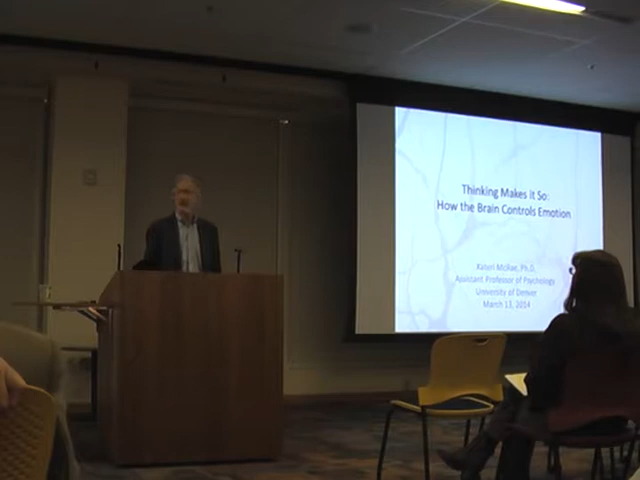 Thinking Makes it So:
How the Brain Controls Emotion
Kateri McRae, Ph.D.
Assistant Professor of Psychology
University of Denver
March 13, 2014